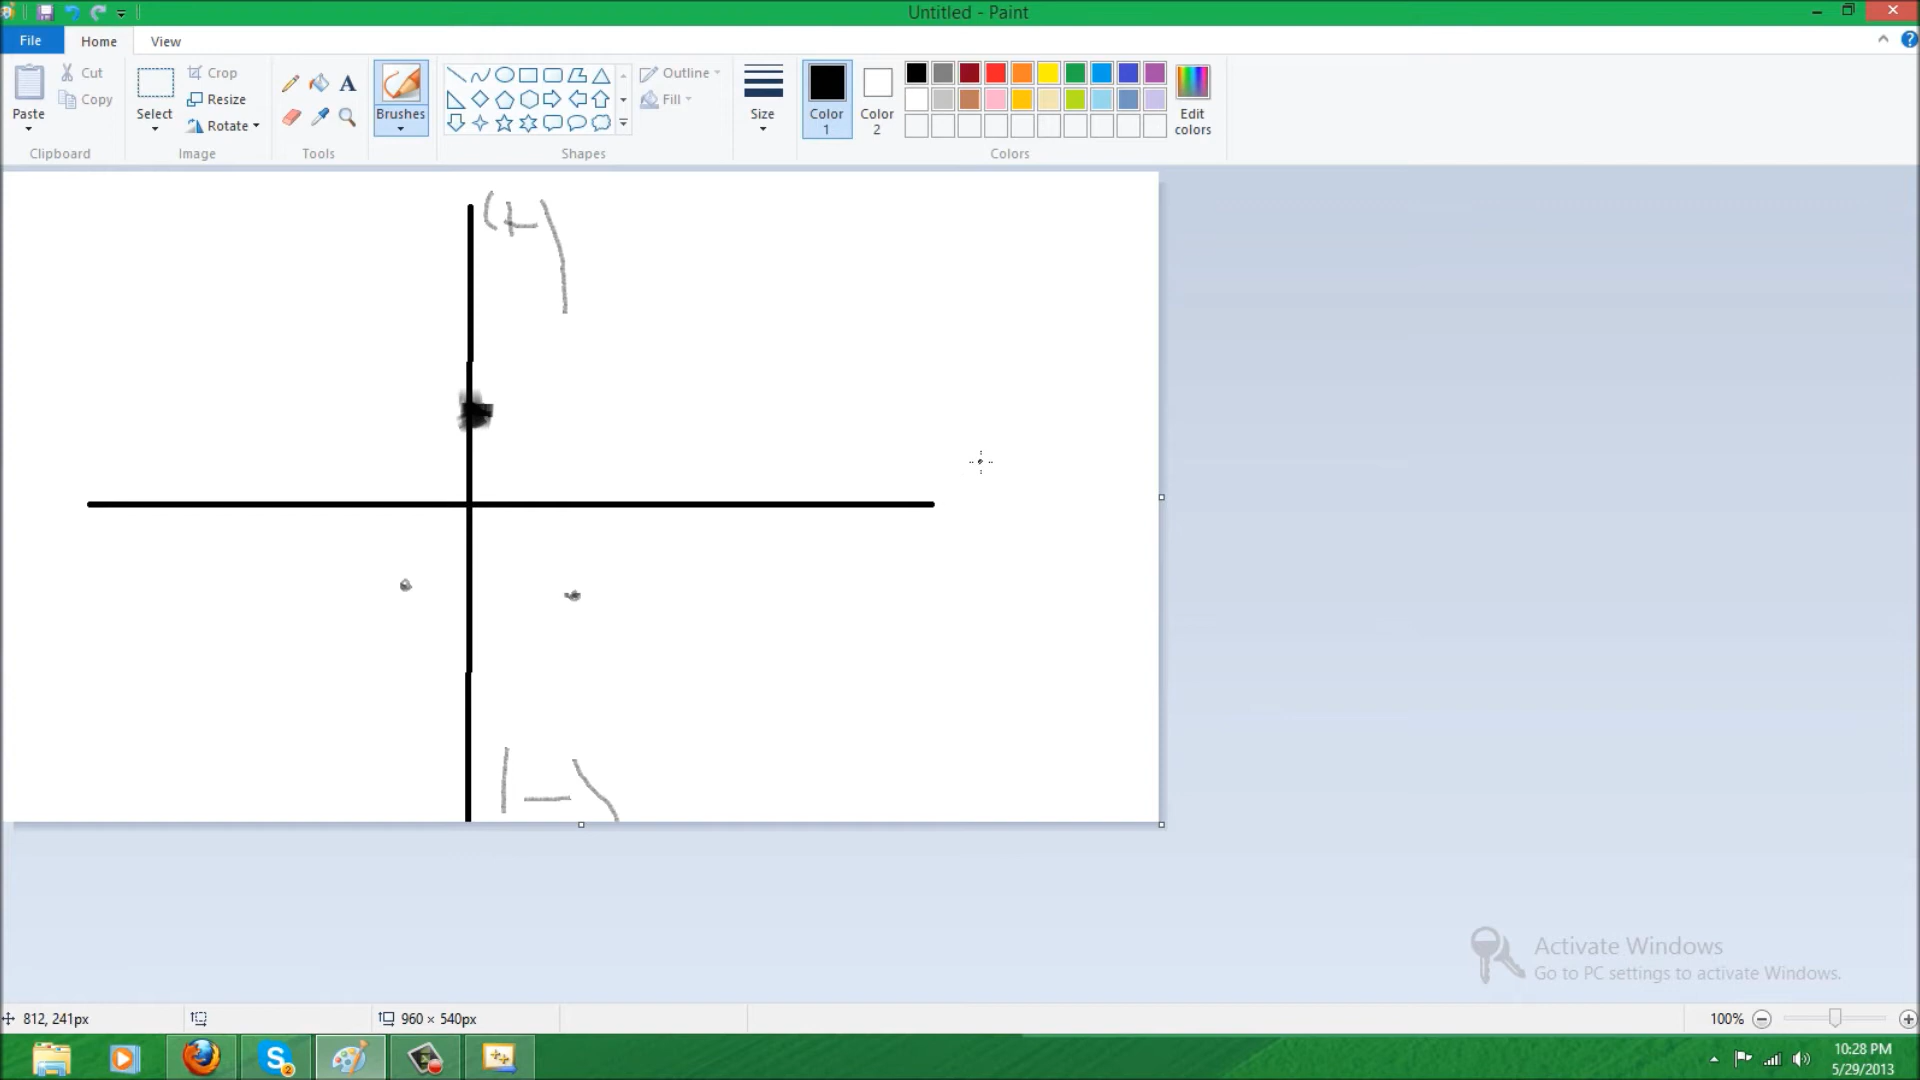 Untitled - Paint
File Home View
Paste
Cut
Copy
Clipboard
Select
Crop
Resize
Rotate
Image
A
Tools
Brushes
Shapes
Outline
Fill
Size
Color 1
Color 2
Edit colors
Colors
(+)
(-)
Activate Windows
Go to PC settings to activate Windows.
812, 241px
960 × 540px
100%
2
10:28 PM
5/29/2013